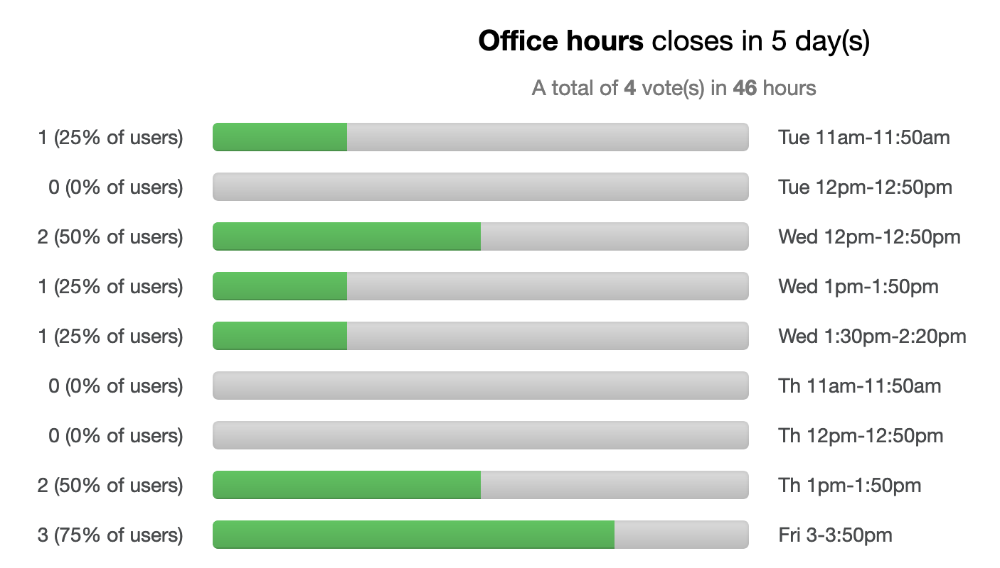 Office hours closes in 5 day(s)
A total of 4 vote(s) in 46 hours
1 (25% of users) Tue 11am-11:50am
0 (0% of users) Tue 12pm-12:50pm
2 (50% of users) Wed 12pm-12:50pm
1 (25% of users) Wed 1pm-1:50pm
1 (25% of users) Wed 1:30pm-2:20pm
0 (0% of users) Th 11am-11:50am
0 (0% of users) Th 12pm-12:50pm
2 (50% of users) Th 1pm-1:50pm
3 (75% of users) Fri 3-3:50pm